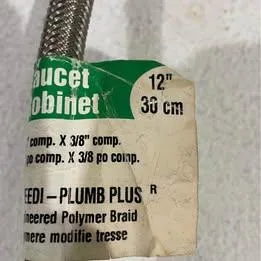 aucet
obinet
12"
30 cm
comp. X 3/8" comp.
po comp. X 3/8 po comp.
EEDI-PLUMB PLUS R
ineered Polymer Braid
mere modifie tresse